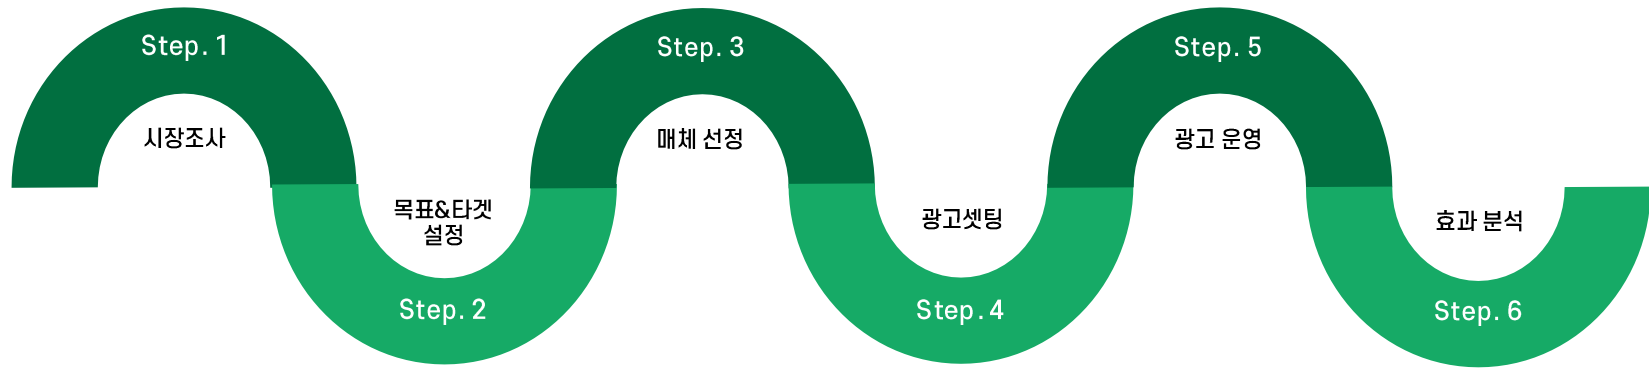 Step. 1
시장조사
Step. 2
목표&타겟
설정
Step. 3
매체 선정
Step. 4
광고셋팅
Step. 5
광고 운영
Step. 6
효과 분석